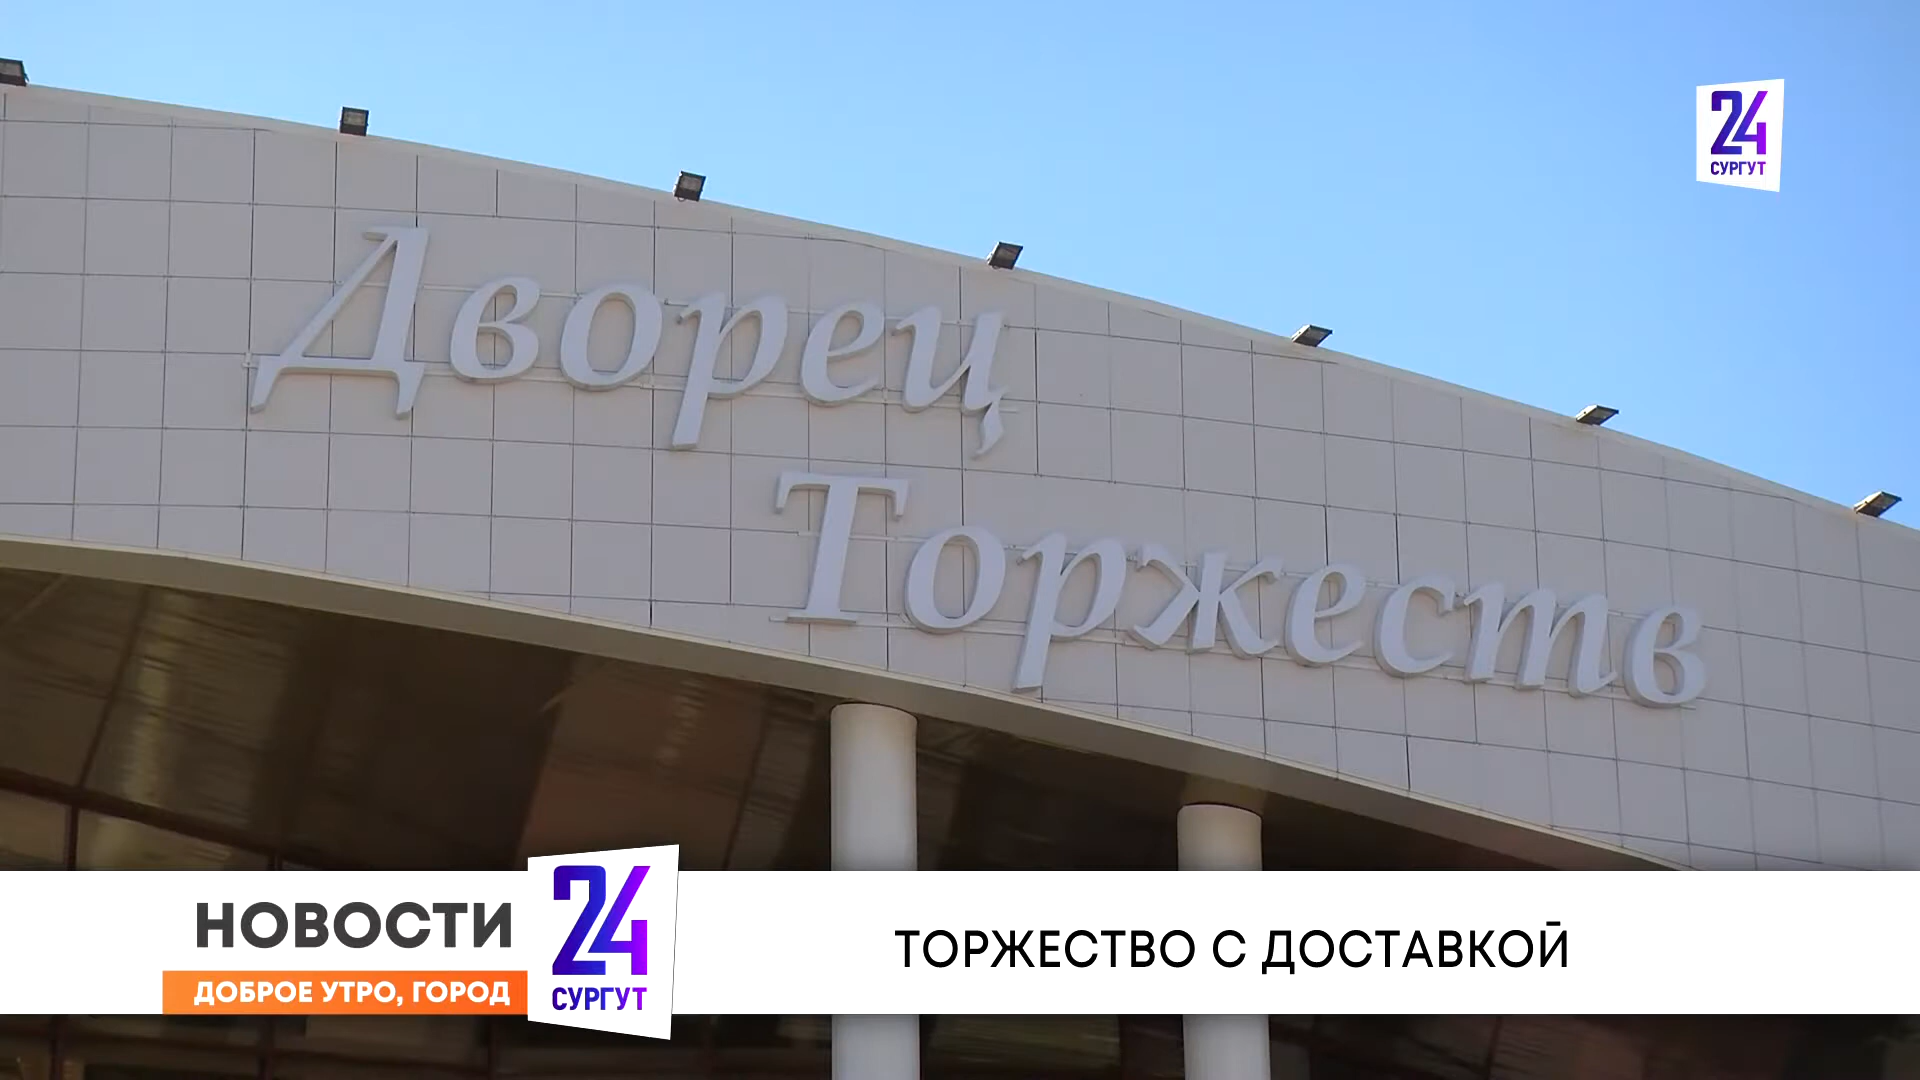 24
СУРГУТ
Дворец
Торжеств
НОВОСТИ
ДОБРОЕ УТРО, ГОРОД
24
СУРГУТ
ТОРЖЕСТВО С ДОСТАВКОЙ